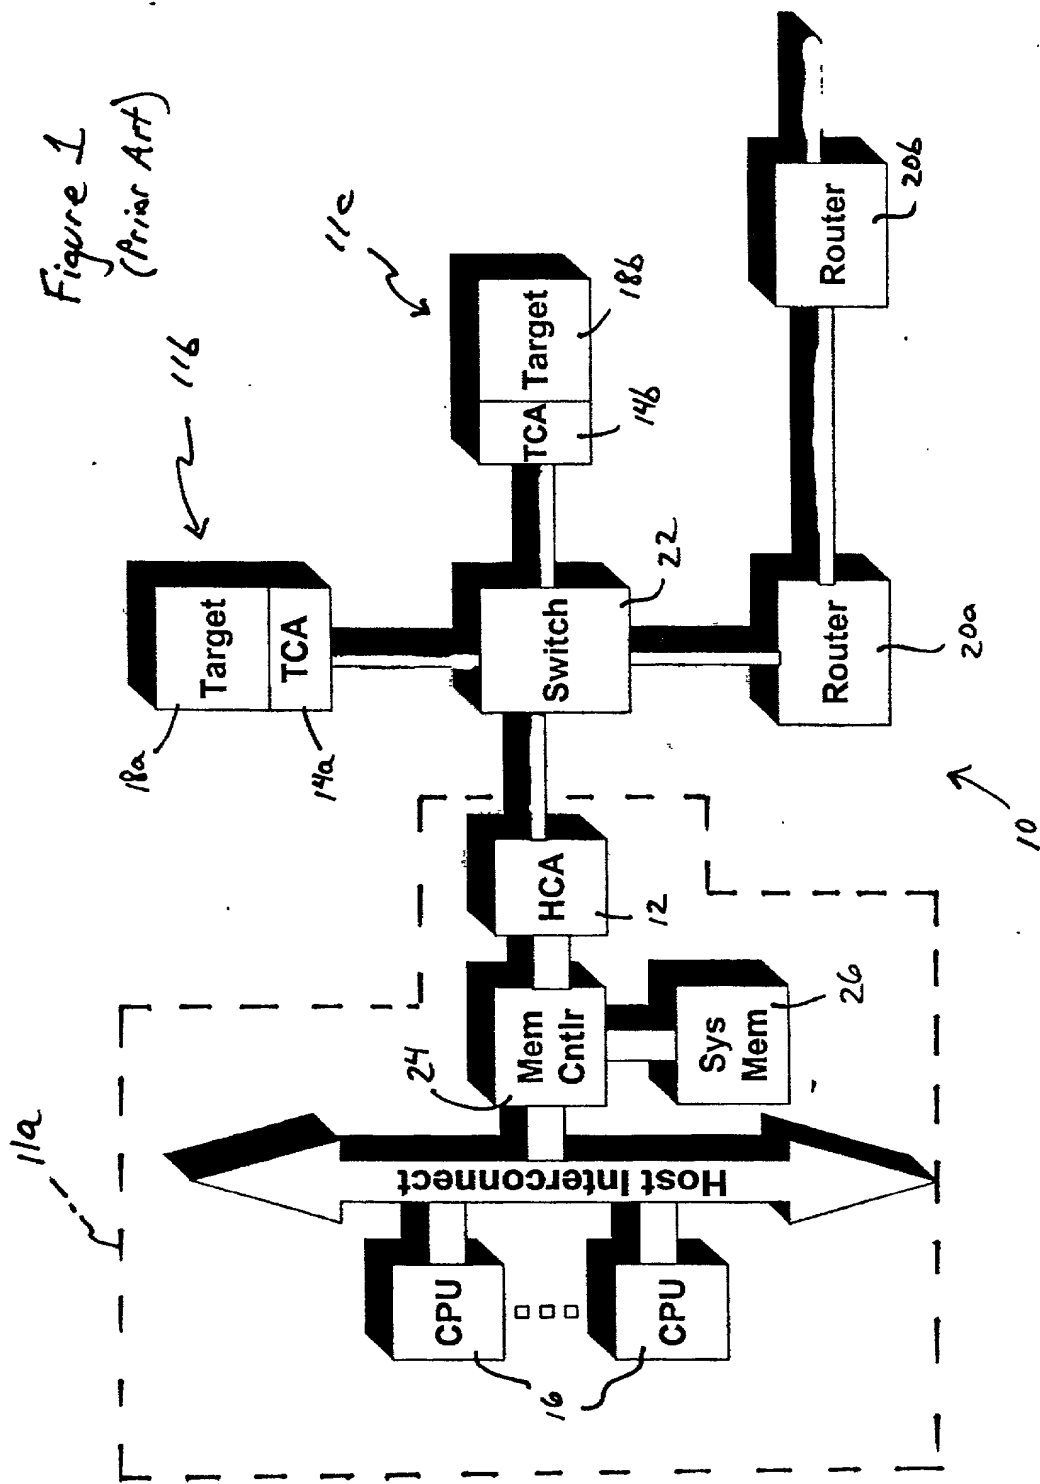 Figure 1
(Prior Art)
11a
11b
11c
18a
Target
TCA
14a
TCA
Target
14b
18b
Switch
22
HCA
12
24
Mem
Cntlr
Sys
Mem
26
Host Interconnect
CPU
CPU
16
Router
20a
Router
20b
10